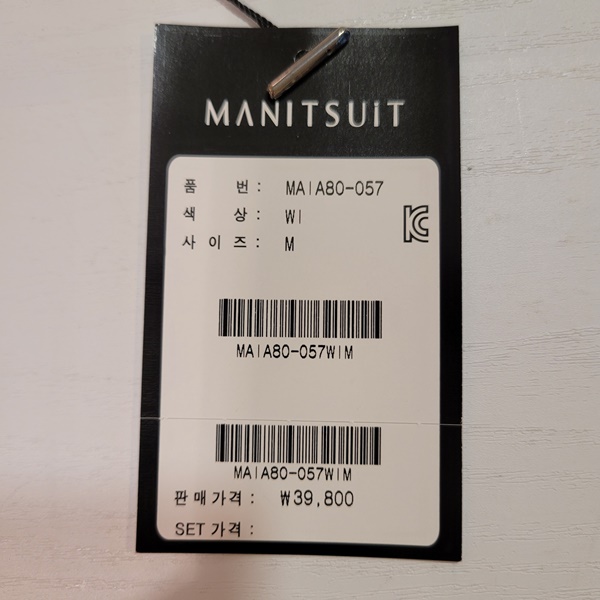 MANITSUIT
품 번 : MAIA80-057
색 상 : WI
사 이 즈 : M
KC
MAIA80-057WIM
MAIA80-057WIM
판 매 가 격 : ₩39,800
SET 가 격 :